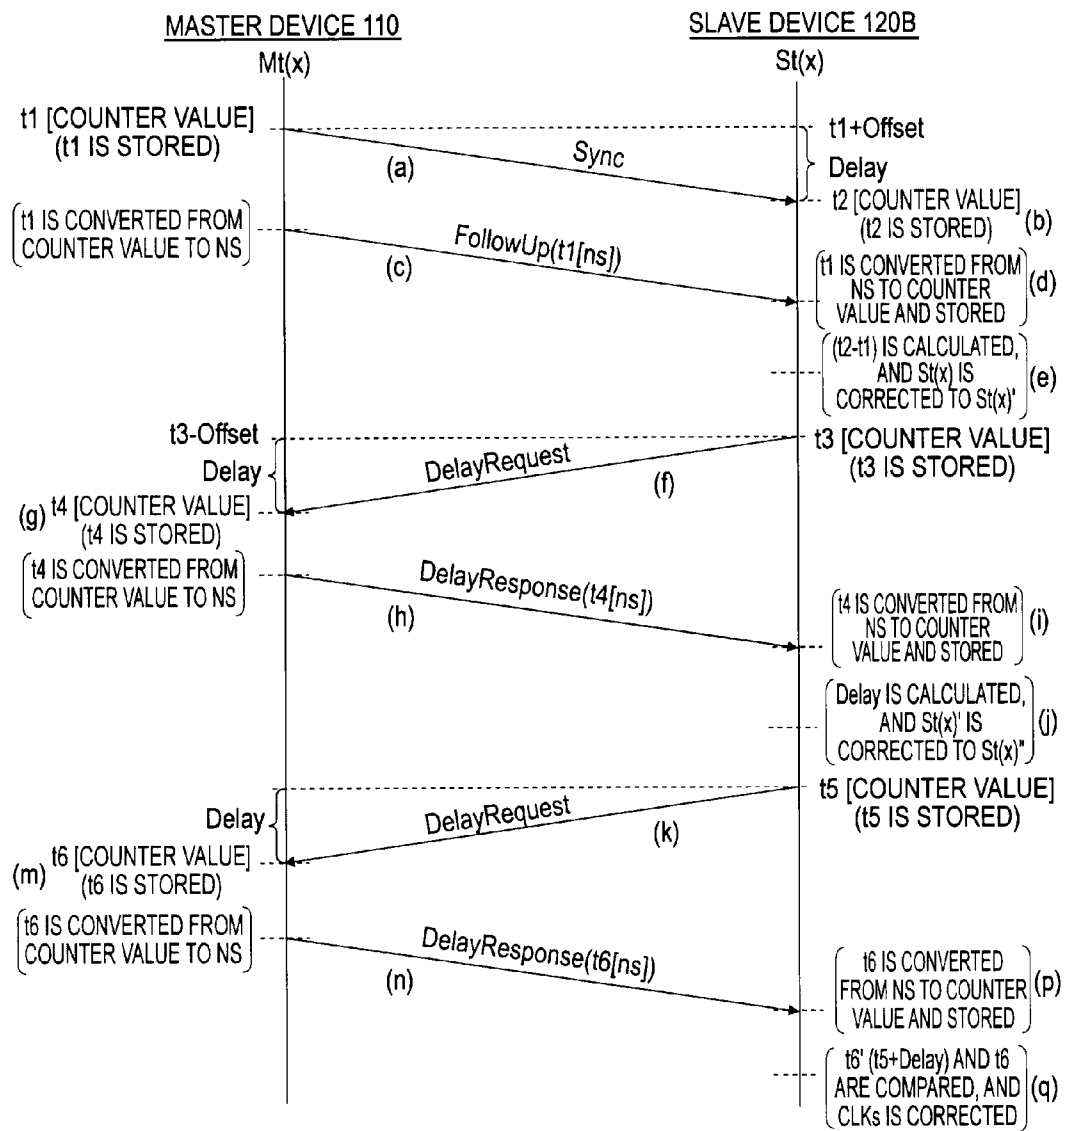 MASTER DEVICE 110
SLAVE DEVICE 120B
Mt(x)
St(x)
t1 [COUNTER VALUE]
(t1 IS STORED)
(a)
Sync
t1+Offset
Delay
t2 [COUNTER VALUE]
(t2 IS STORED)
(b)
t1 IS CONVERTED FROM
COUNTER VALUE TO NS
(c)
FollowUp(t1[ns])
t1 IS CONVERTED FROM
NS TO COUNTER
VALUE AND STORED
(d)
(t2-t1) IS CALCULATED,
AND St(x) IS
CORRECTED TO St(x)'
(e)
t3-Offset
Delay
DelayRequest
(f)
t3 [COUNTER VALUE]
(t3 IS STORED)
(g)
t4 [COUNTER VALUE]
(t4 IS STORED)
t4 IS CONVERTED FROM
COUNTER VALUE TO NS
(h)
DelayResponse(t4[ns])
t4 IS CONVERTED FROM
NS TO COUNTER
VALUE AND STORED
(i)
Delay IS CALCULATED,
AND St(x)' IS
CORRECTED TO St(x)"
(j)
Delay
DelayRequest
(k)
t5 [COUNTER VALUE]
(t5 IS STORED)
(m)
t6 [COUNTER VALUE]
(t6 IS STORED)
t6 IS CONVERTED FROM
COUNTER VALUE TO NS
(n)
DelayResponse(t6[ns])
t6 IS CONVERTED
FROM NS TO COUNTER
VALUE AND STORED
(p)
t6' (t5+Delay) AND t6
ARE COMPARED, AND
CLKs IS CORRECTED
(q)